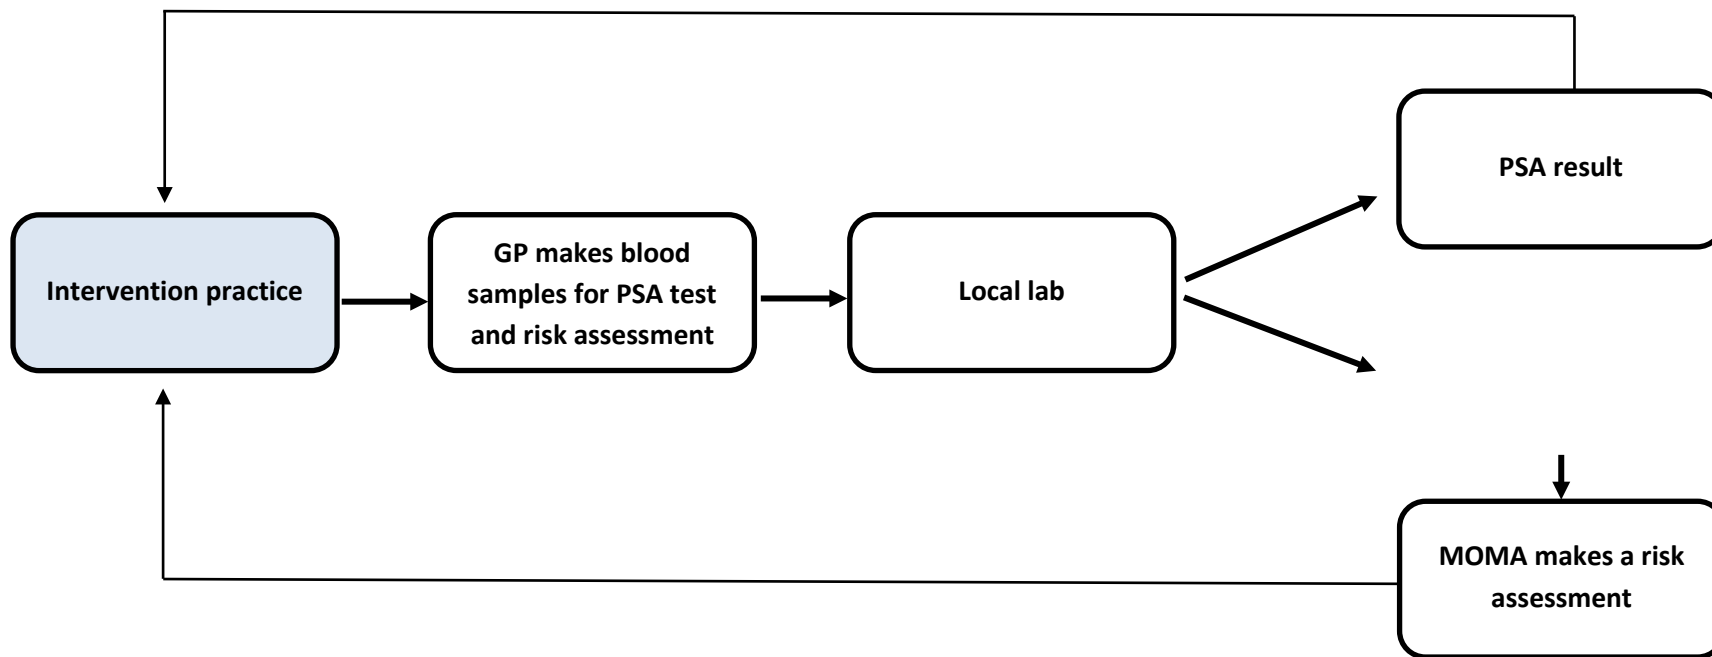 PSA result
Intervention practice
GP makes blood
samples for PSA test
and risk assessment
Local lab
MOMA makes a risk
assessment